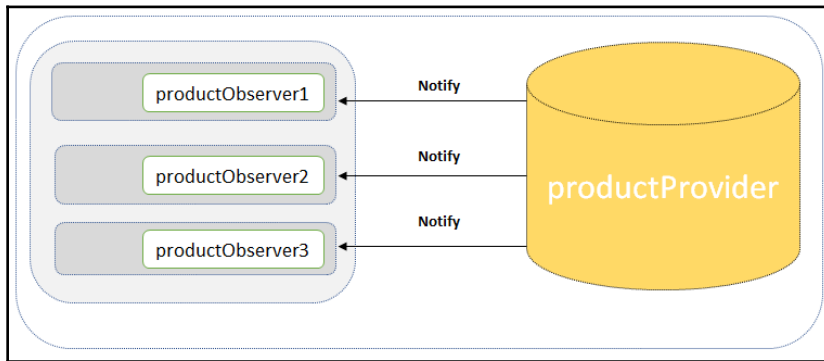 productObserver1
Notify
productObserver2
Notify
productProvider
productObserver3
Notify